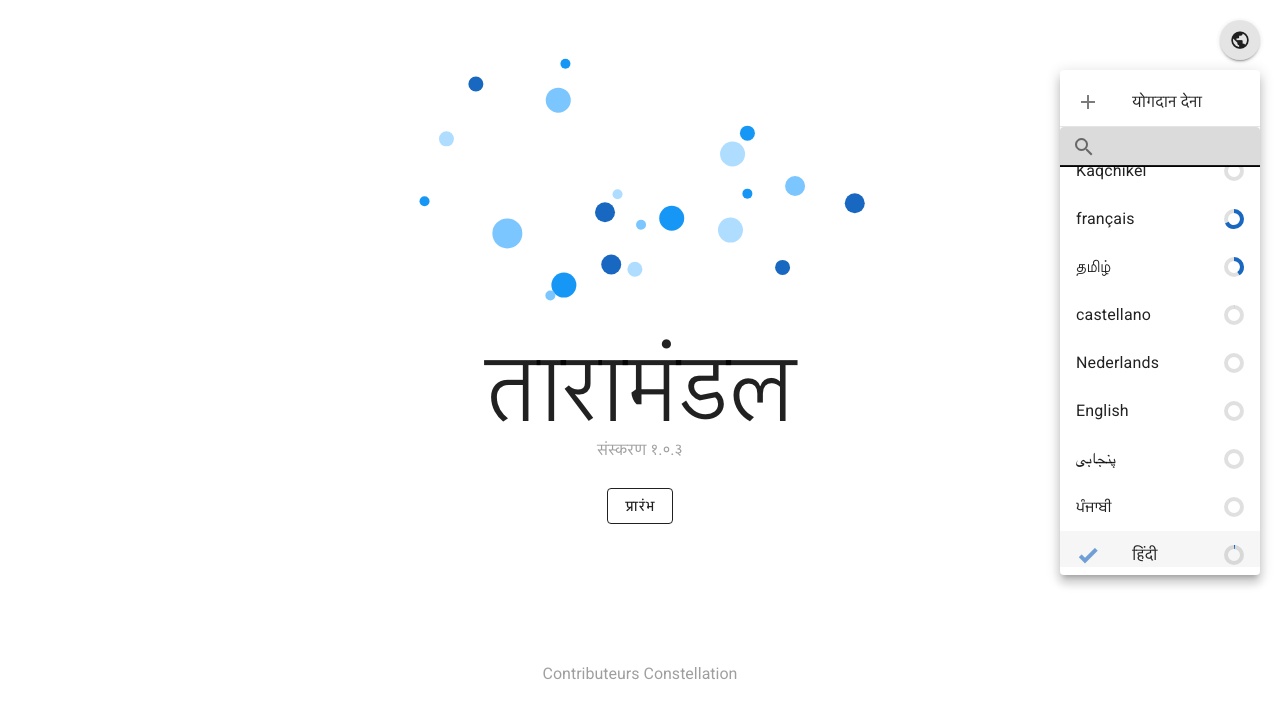 योगदान देना
Kaqchikel
français
தமிழ்
castellano
Nederlands
English
پنجابی
ਪੰਜਾਬੀ
हिंदी
तारामंडल
संस्करण १.०.३
प्रारंभ
Contributeurs Constellation